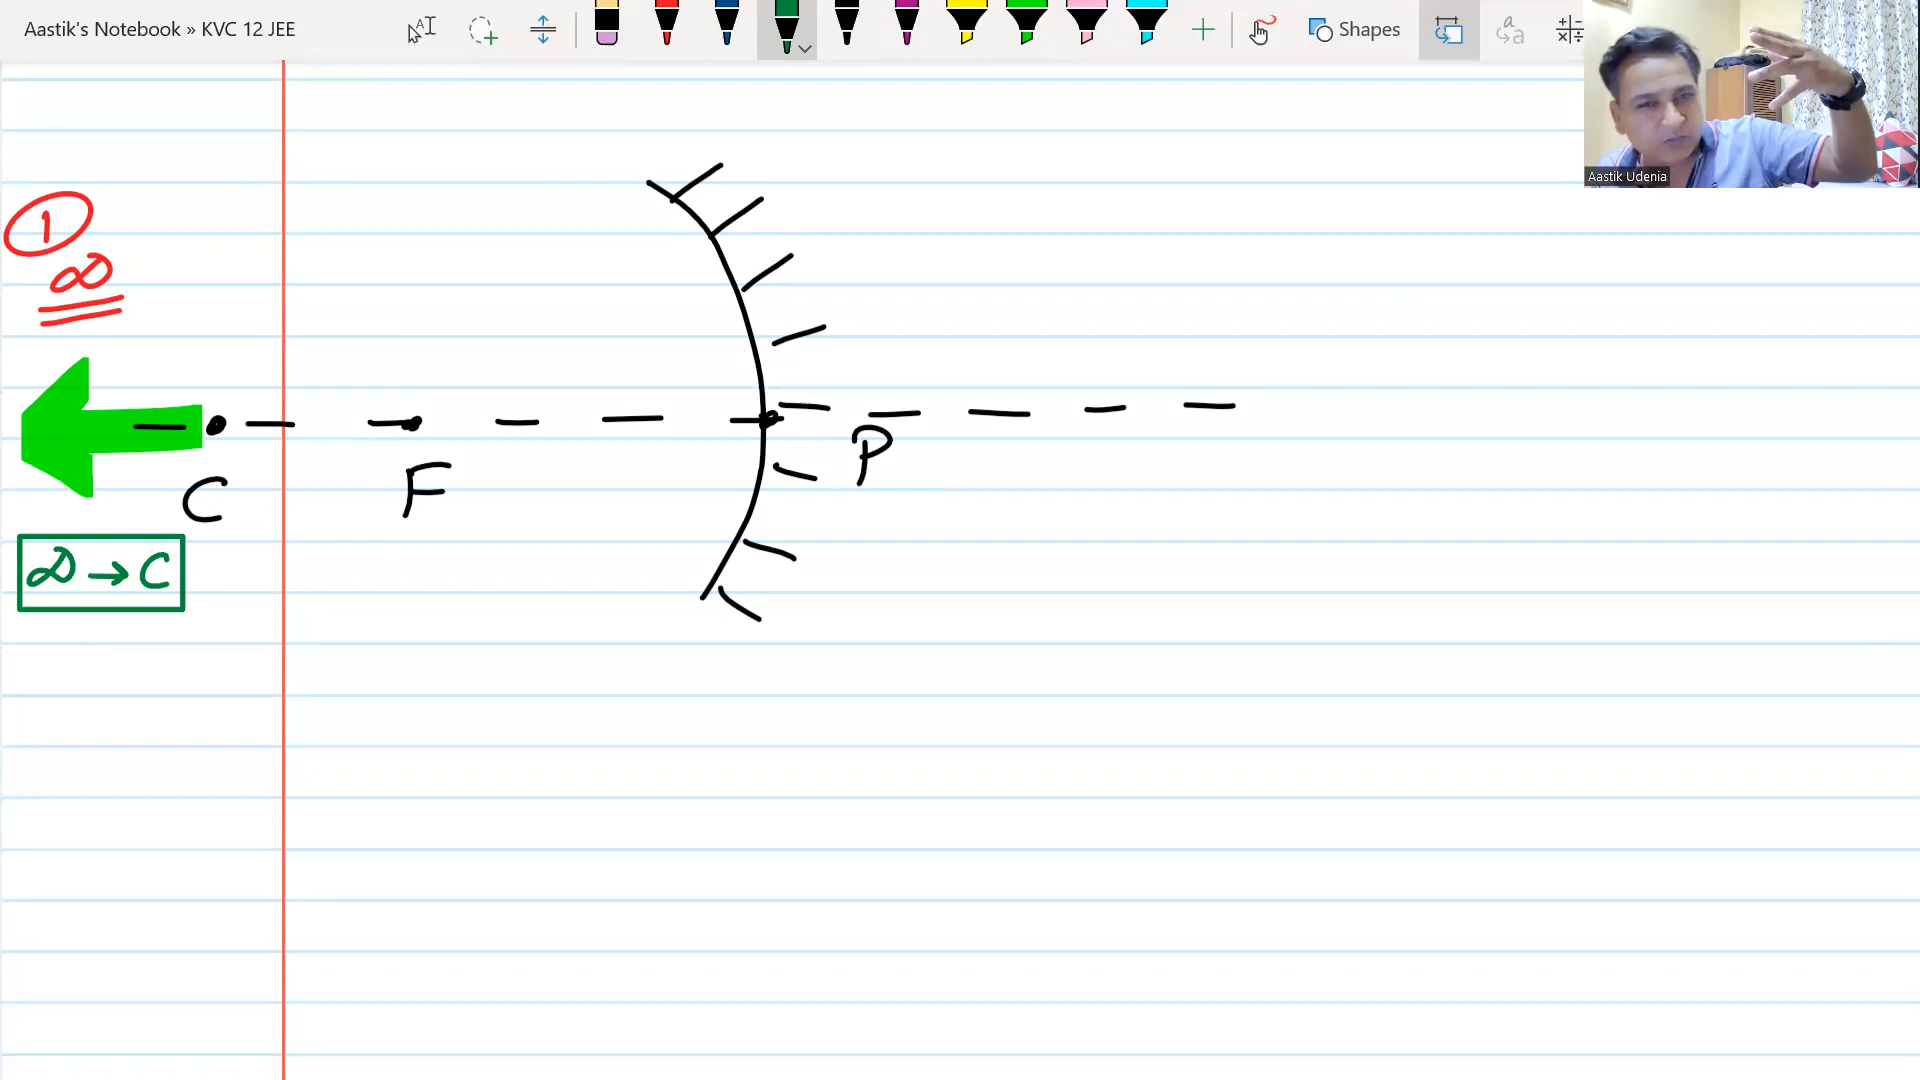 Aastik's Notebook » KVC 12 JEE
Shapes
Aastik Udenia
1
∞
C
F
P
∞ → C